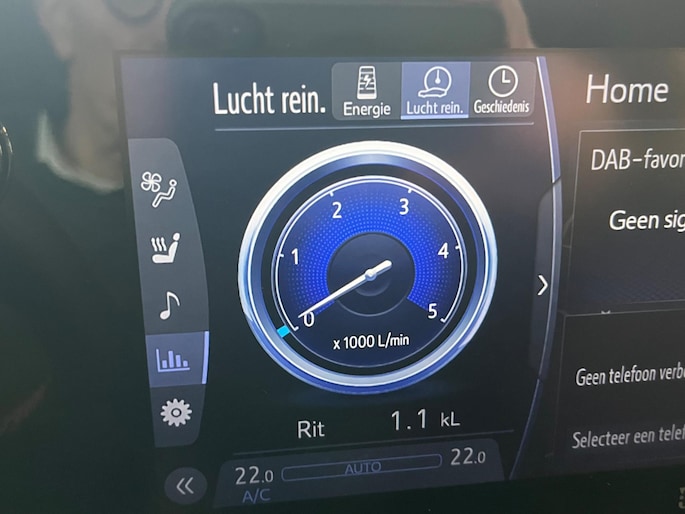 Lucht rein.
Energie
Lucht rein.
Geschiedenis
Home
DAB-favor
Geen sig
0
1
2
3
4
5
x 1000 L/min
Rit 1.1 kL
Geen telefoon verb
Selecteer een telef
22.0 AUTO 22.0
A/C